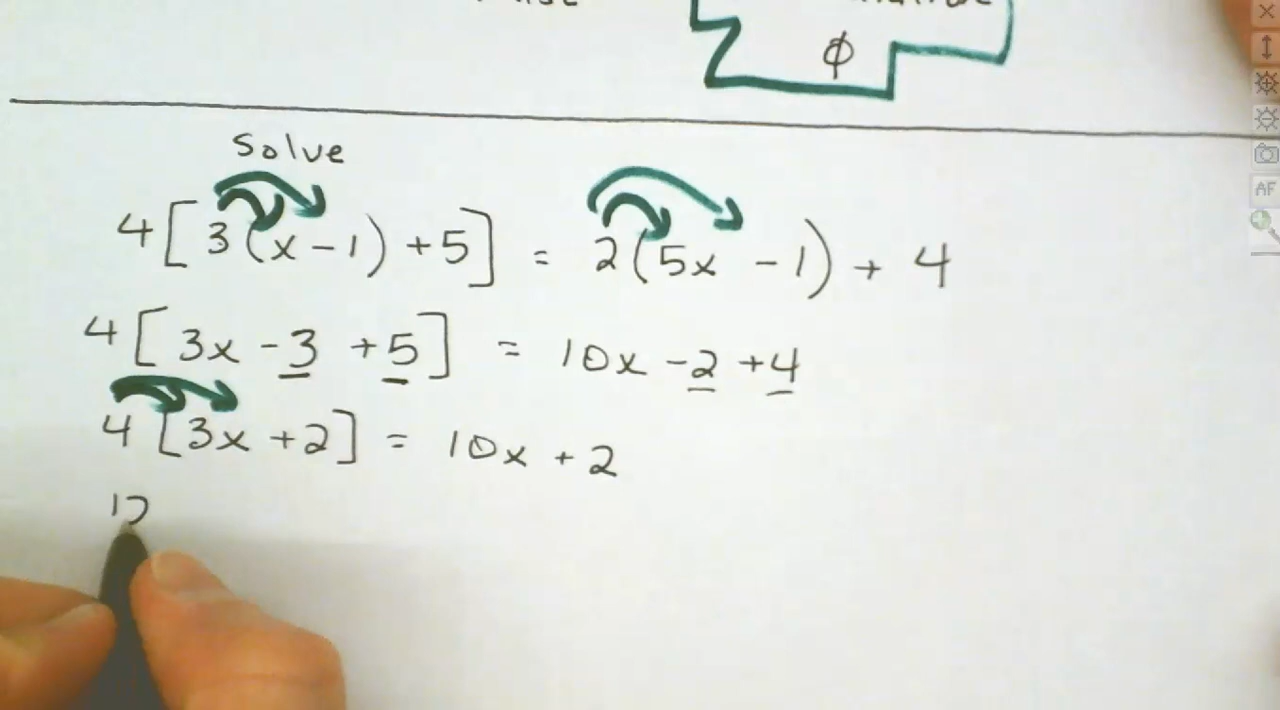 φ
Solve
4[3(x-1)+5] = 2(5x-1)+4
4[3x-3+5] = 10x-2+4
4[3x+2] = 10x+2
AF